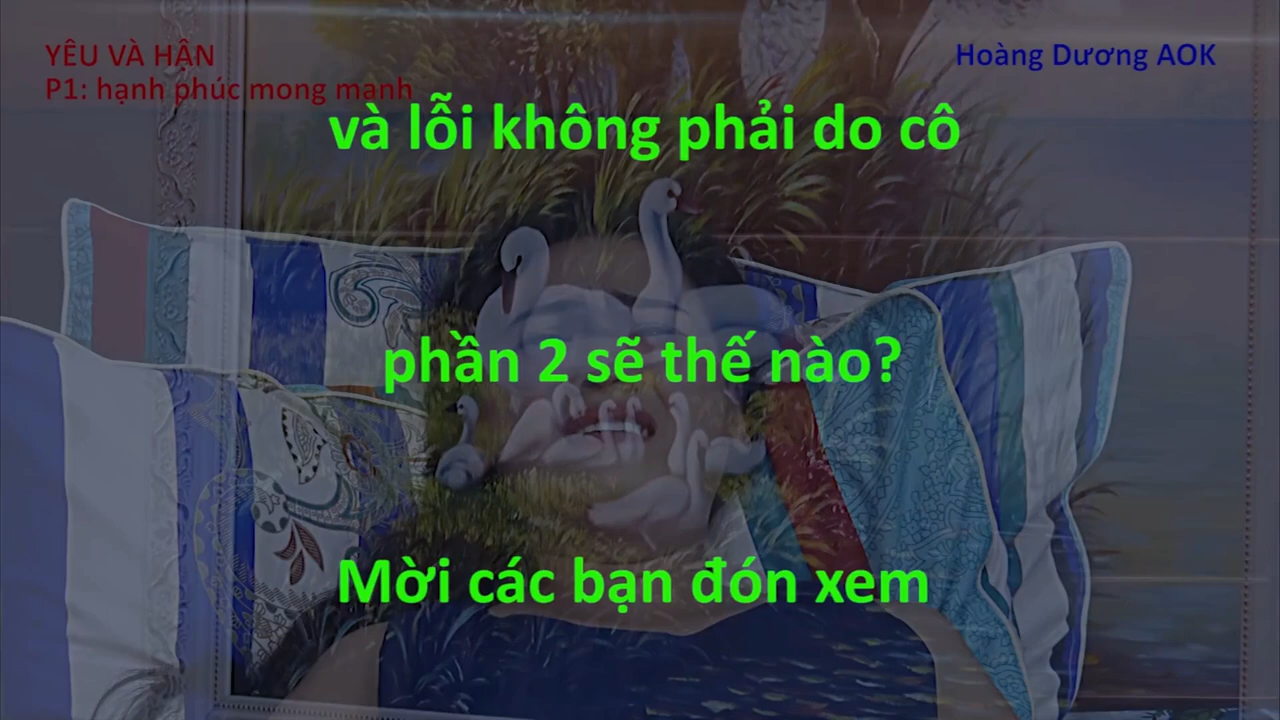 YÊU VÀ HẬN
Hoàng Dương AOK
P1: hạnh phúc mong manh
và lỗi không phải do cô
phần 2 sẽ thế nào?
Mời các bạn đón xem